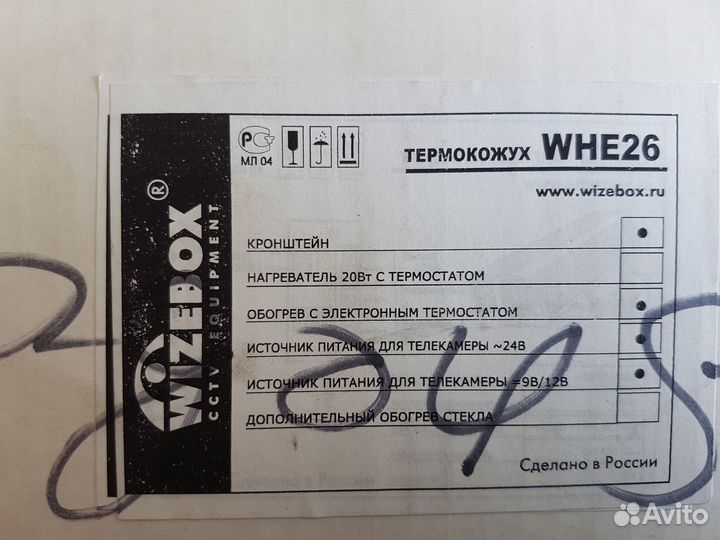 WIZEBOX ®
CCTV EQUIPMENT
РСТ
МЛ 04
ТЕРМОКОЖУХ WHE26
www.wizebox.ru
КРОНШТЕЙН
НАГРЕВАТЕЛЬ 20Вт С ТЕРМОСТАТОМ
ОБОГРЕВ С ЭЛЕКТРОННЫМ ТЕРМОСТАТОМ
ИСТОЧНИК ПИТАНИЯ ДЛЯ ТЕЛЕКАМЕРЫ ~24В
ИСТОЧНИК ПИТАНИЯ ДЛЯ ТЕЛЕКАМЕРЫ =9В/12В
ДОПОЛНИТЕЛЬНЫЙ ОБОГРЕВ СТЕКЛА
Сделано в России
Avito